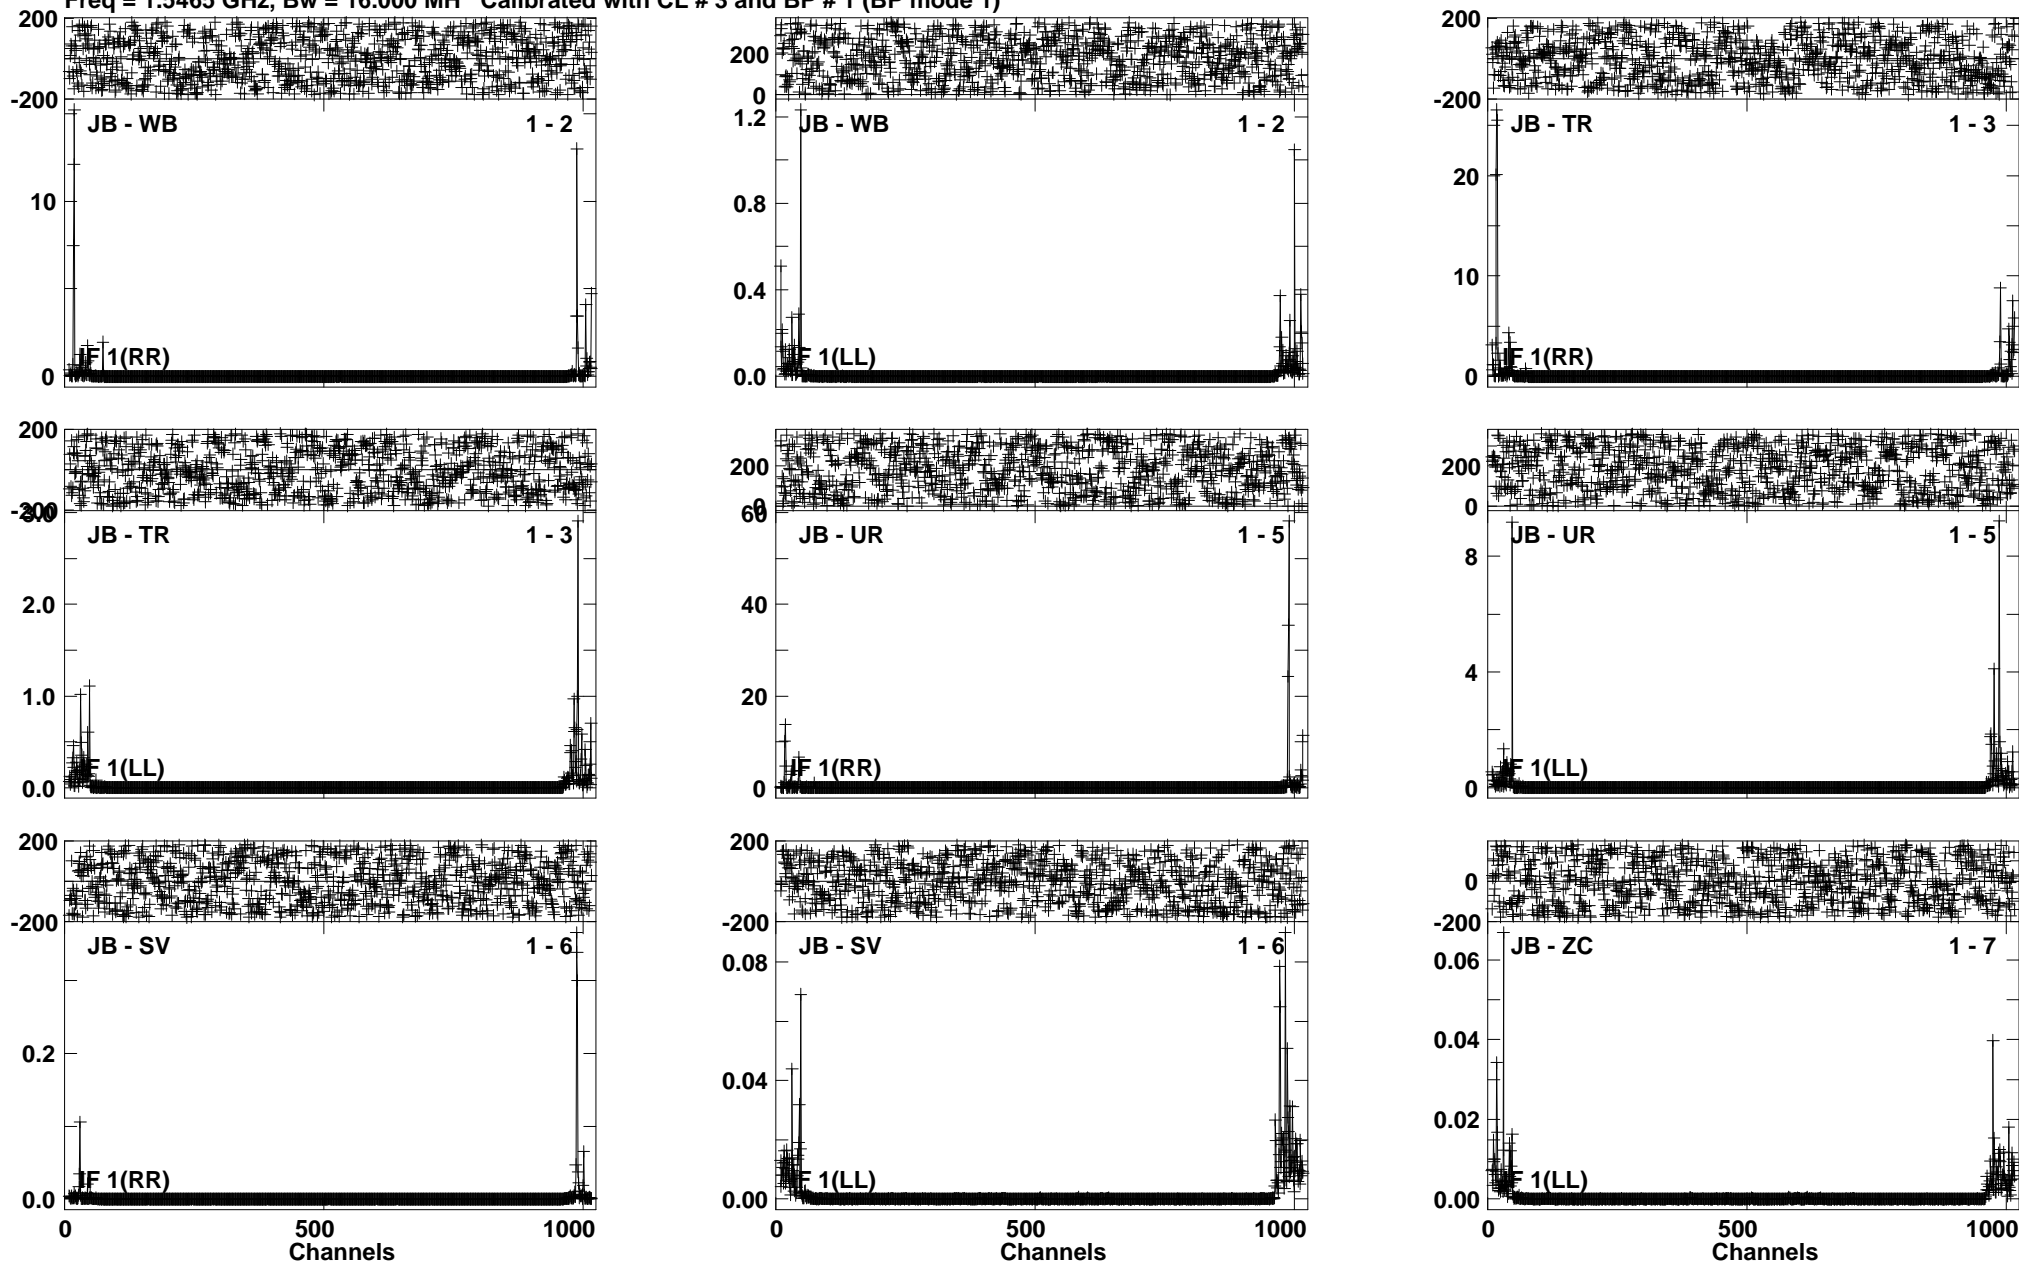 Freq = 1.5465 GHz, Bw = 16.000 MH Calibrated with CL # 3 and BP # 1 (BP mode 1)
200
-200
JB - WB
1 - 2
10
0
IF 1(RR)
200
0
JB - WB
1 - 2
1.2
0.8
0.4
0.0
IF 1(LL)
200
-200
JB - TR
1 - 3
20
10
0
IF 1(RR)
200
-200
3.0
JB - TR
1 - 3
2.0
1.0
0.0
IF 1(LL)
200
0
60
JB - UR
1 - 5
40
20
0
IF 1(RR)
200
0
JB - UR
1 - 5
8
4
0
IF 1(LL)
200
-200
JB - SV
1 - 6
0.2
0.0
IF 1(RR)
0
500
1000
Channels
200
-200
JB - SV
1 - 6
0.08
0.04
0.00
IF 1(LL)
0
500
1000
0
-200
JB - ZC
1 - 7
0.06
0.04
0.02
0.00
IF 1(LL)
0
500
1000
Channels